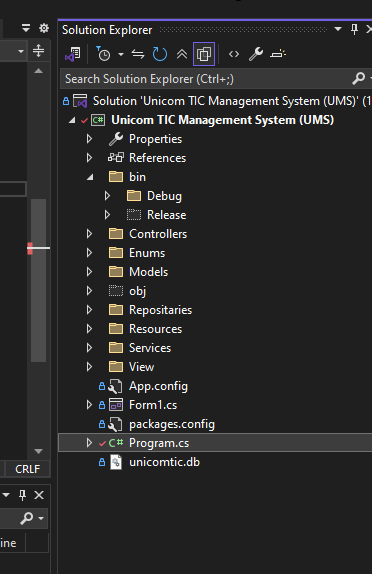 Solution Explorer
Search Solution Explorer (Ctrl+;)
Solution 'Unicom TIC Management System (UMS)' (1
C# Unicom TIC Management System (UMS)
Properties
References
bin
Debug
Release
Controllers
Enums
Models
obj
Repositaries
Resources
Services
View
App.config
Form1.cs
packages.config
C# Program.cs
unicomtic.db
CRLF
ine